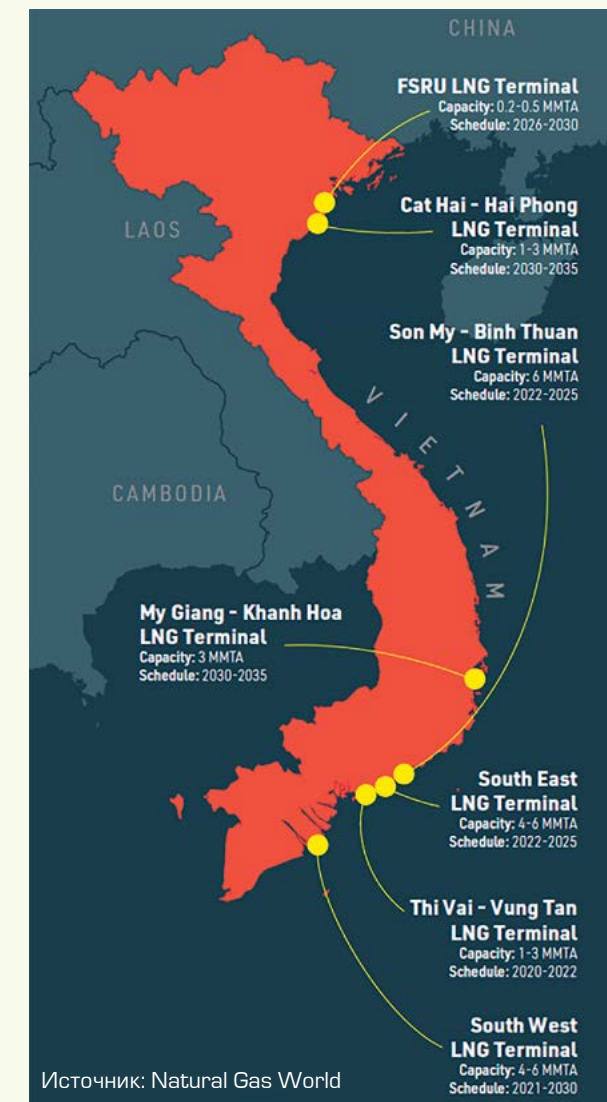 CHINA
FSRU LNG Terminal
Capacity: 0.2-0.5 MMTA
Schedule: 2026-2030
LAOS
Cat Hai - Hai Phong
LNG Terminal
Capacity: 1-3 MMTA
Schedule: 2030-2035
Son My - Binh Thuan
LNG Terminal
Capacity: 6 MMTA
Schedule: 2022-2025
VIETNAM
CAMBODIA
My Giang - Khanh Hoa
LNG Terminal
Capacity: 3 MMTA
Schedule: 2030-2035
South East
LNG Terminal
Capacity: 4-6 MMTA
Schedule: 2022-2025
Thi Vai - Vung Tan
LNG Terminal
Capacity: 1-3 MMTA
Schedule: 2020-2022
South West
LNG Terminal
Capacity: 4-6 MMTA
Schedule: 2021-2030
Источник: Natural Gas World